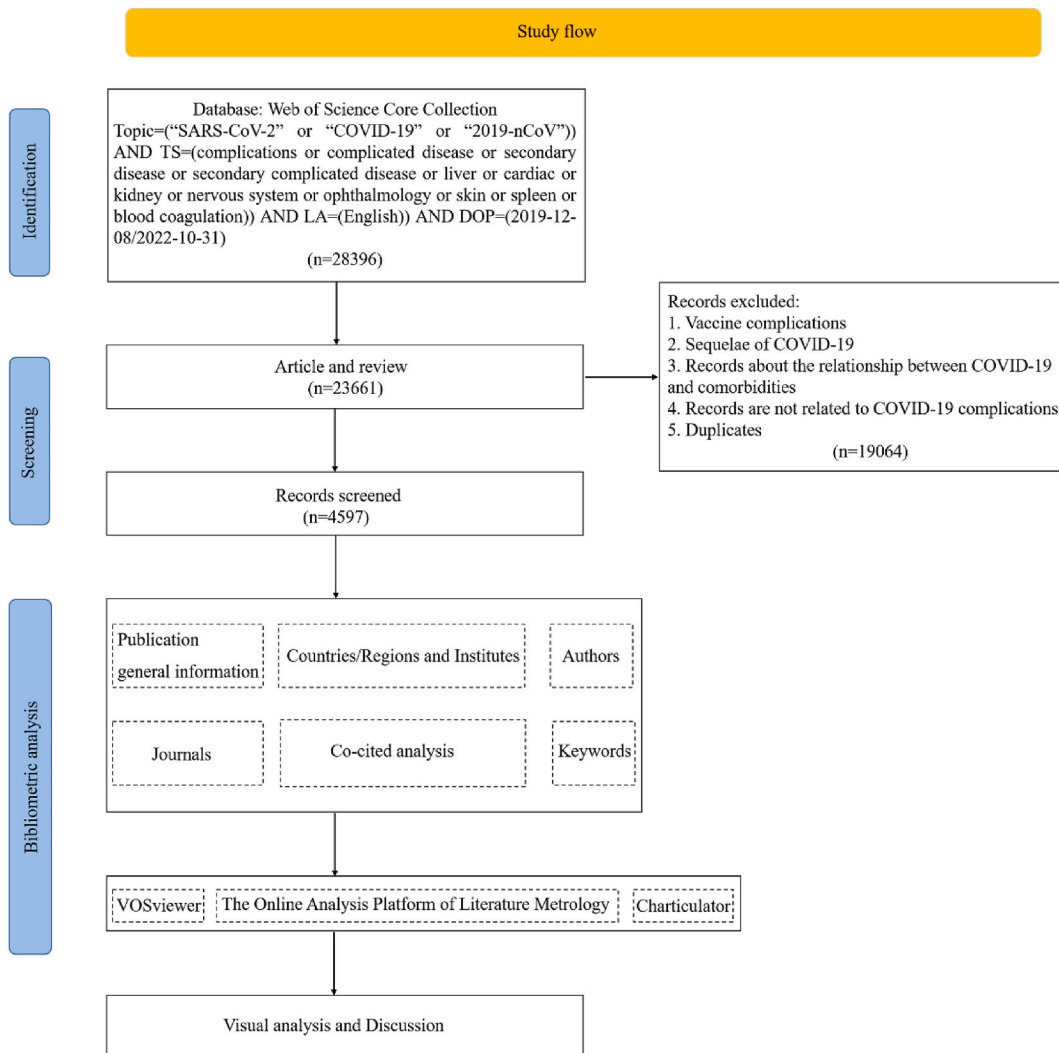 Study flow
Identification
Database: Web of Science Core Collection
Topic=(“SARS-CoV-2” or “COVID-19” or “2019-nCoV”))
AND TS=(complications or complicated disease or secondary
disease or secondary complicated disease or liver or cardiac or
kidney or nervous system or ophthalmology or skin or spleen or
blood coagulation)) AND LA=(English)) AND DOP=(2019-12-
08/2022-10-31)
(n=28396)
Screening
Article and review
(n=23661)
Records excluded:
1. Vaccine complications
2. Sequelae of COVID-19
3. Records about the relationship between COVID-19
and comorbidities
4. Records are not related to COVID-19 complications
5. Duplicates
(n=19064)
Records screened
(n=4597)
Bibliometric analysis
Publication
general information
Countries/Regions and Institutes
Authors
Journals
Co-cited analysis
Keywords
VOSviewer
The Online Analysis Platform of Literature Metrology
Charticulator
Visual analysis and Discussion